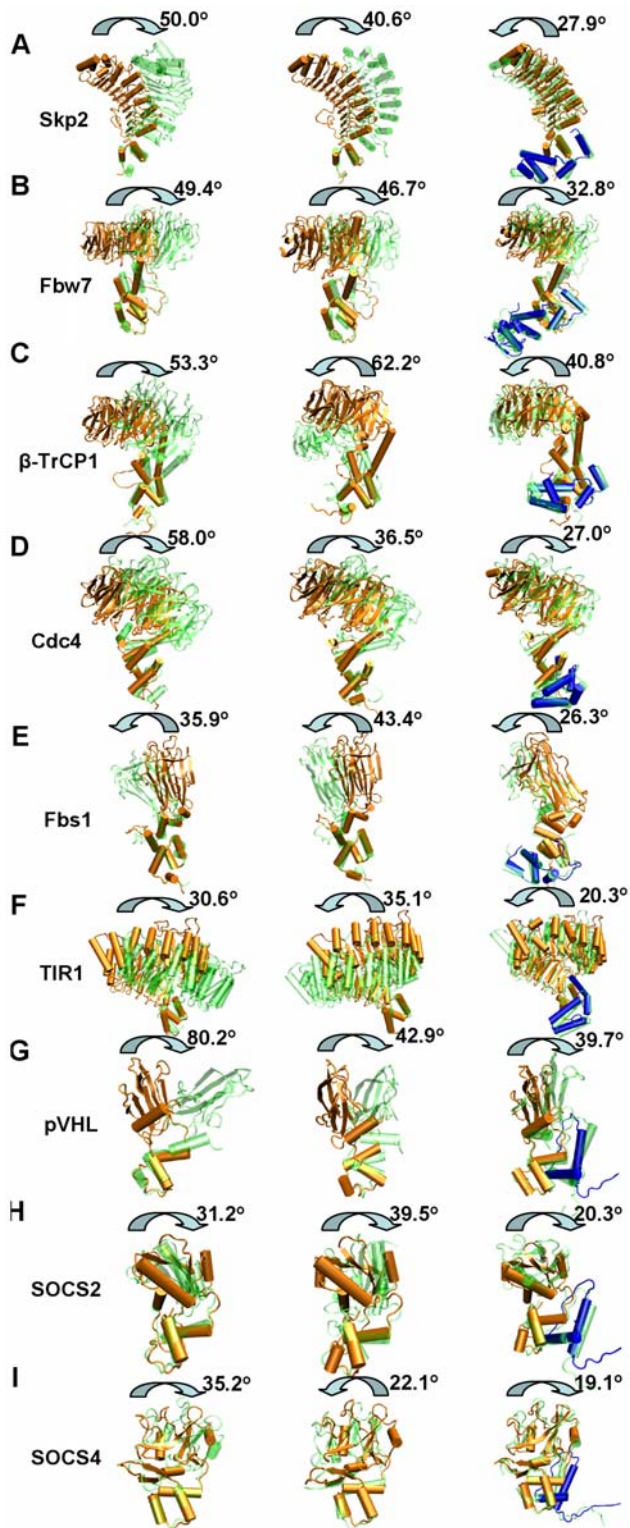 A 50.0° 40.6° 27.9°
Skp2
B 49.4° 46.7° 32.8°
Fbw7
C 53.3° 62.2° 40.8°
β-TrCP1
D 58.0° 36.5° 27.0°
Cdc4
E 35.9° 43.4° 26.3°
Fbs1
F 30.6° 35.1° 20.3°
TIR1
G 80.2° 42.9° 39.7°
pVHL
H 31.2° 39.5° 20.3°
SOCS2
I 35.2° 22.1° 19.1°
SOCS4